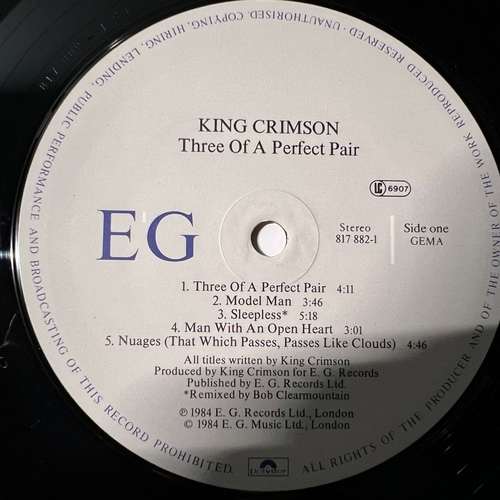 KING CRIMSON
Three Of A Perfect Pair
LC 6907
EG
Stereo
817 882-1
Side one
GEMA
1. Three Of A Perfect Pair 4:11
2. Model Man 3:46
3. Sleepless* 5:18
4. Man With An Open Heart 3:01
5. Nuages (That Which Passes, Passes Like Clouds) 4:46
All titles written by King Crimson
Produced by King Crimson for E. G. Records
Published by E. G. Records Ltd.
*Remixed by Bob Clearmountain
℗ 1984 E. G. Records Ltd., London
© 1984 E. G. Music Ltd., London
polydor
ALL RIGHTS OF THE PRODUCER AND OF THE OWNER OF THE WORK REPRODUCED RESERVED · UNAUTHORISED COPYING, HIRING, LENDING, PUBLIC PERFORMANCE AND BROADCASTING OF THIS RECORD PROHIBITED.